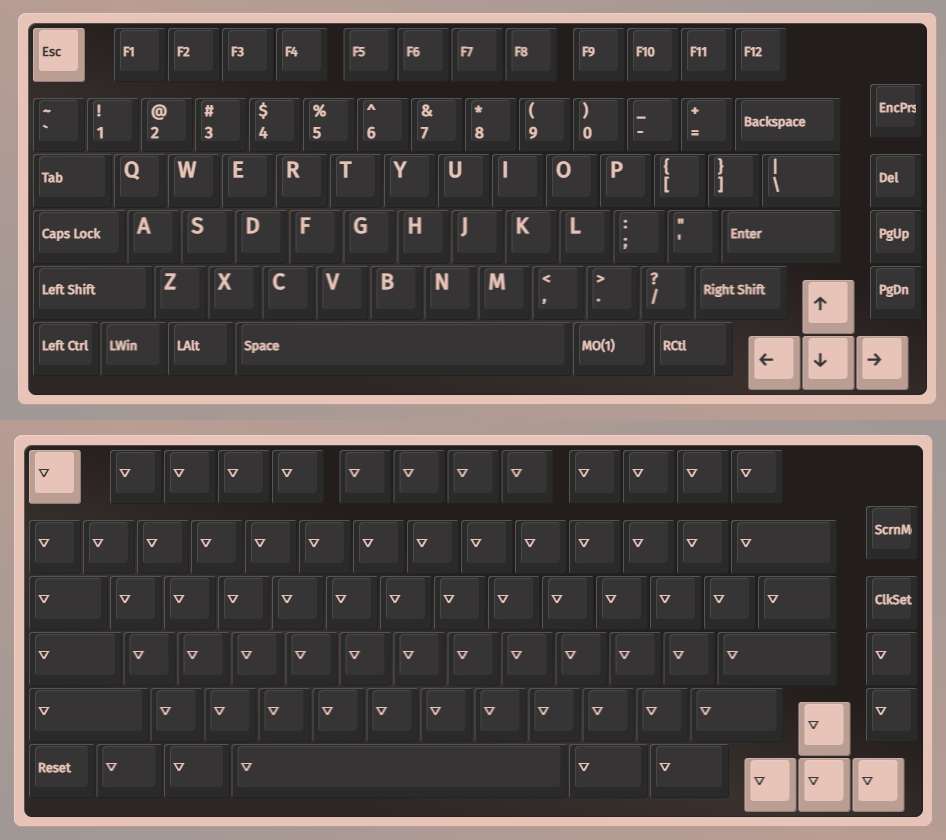 Esc F1 F2 F3 F4 F5 F6 F7 F8 F9 F10 F11 F12
EncPrs
~ ! @ # $ % ^ & * ( ) _ +
` 1 2 3 4 5 6 7 8 9 0 - = Backspace
Tab Q W E R T Y U I O P { } | Del
[ ] \
Caps Lock A S D F G H J K L : " Enter PgUp
; '
Left Shift Z X C V B N M < > ? Right Shift PgDn
, . /
↑
Left Ctrl LWin LAlt Space MO(1) RCtl ← ↓ →
▽ ▽ ▽ ▽ ▽ ▽ ▽ ▽ ▽ ▽ ▽ ▽ ▽
ScrnM
▽ ▽ ▽ ▽ ▽ ▽ ▽ ▽ ▽ ▽ ▽ ▽ ▽ ▽
▽ ▽ ▽ ▽ ▽ ▽ ▽ ▽ ▽ ▽ ▽ ▽ ▽ ▽ ClkSet
▽ ▽ ▽ ▽ ▽ ▽ ▽ ▽ ▽ ▽ ▽ ▽ ▽ ▽
▽ ▽ ▽ ▽ ▽ ▽ ▽ ▽ ▽ ▽ ▽ ▽ ▽
▽
Reset ▽ ▽ ▽ ▽ ▽ ▽ ▽ ▽